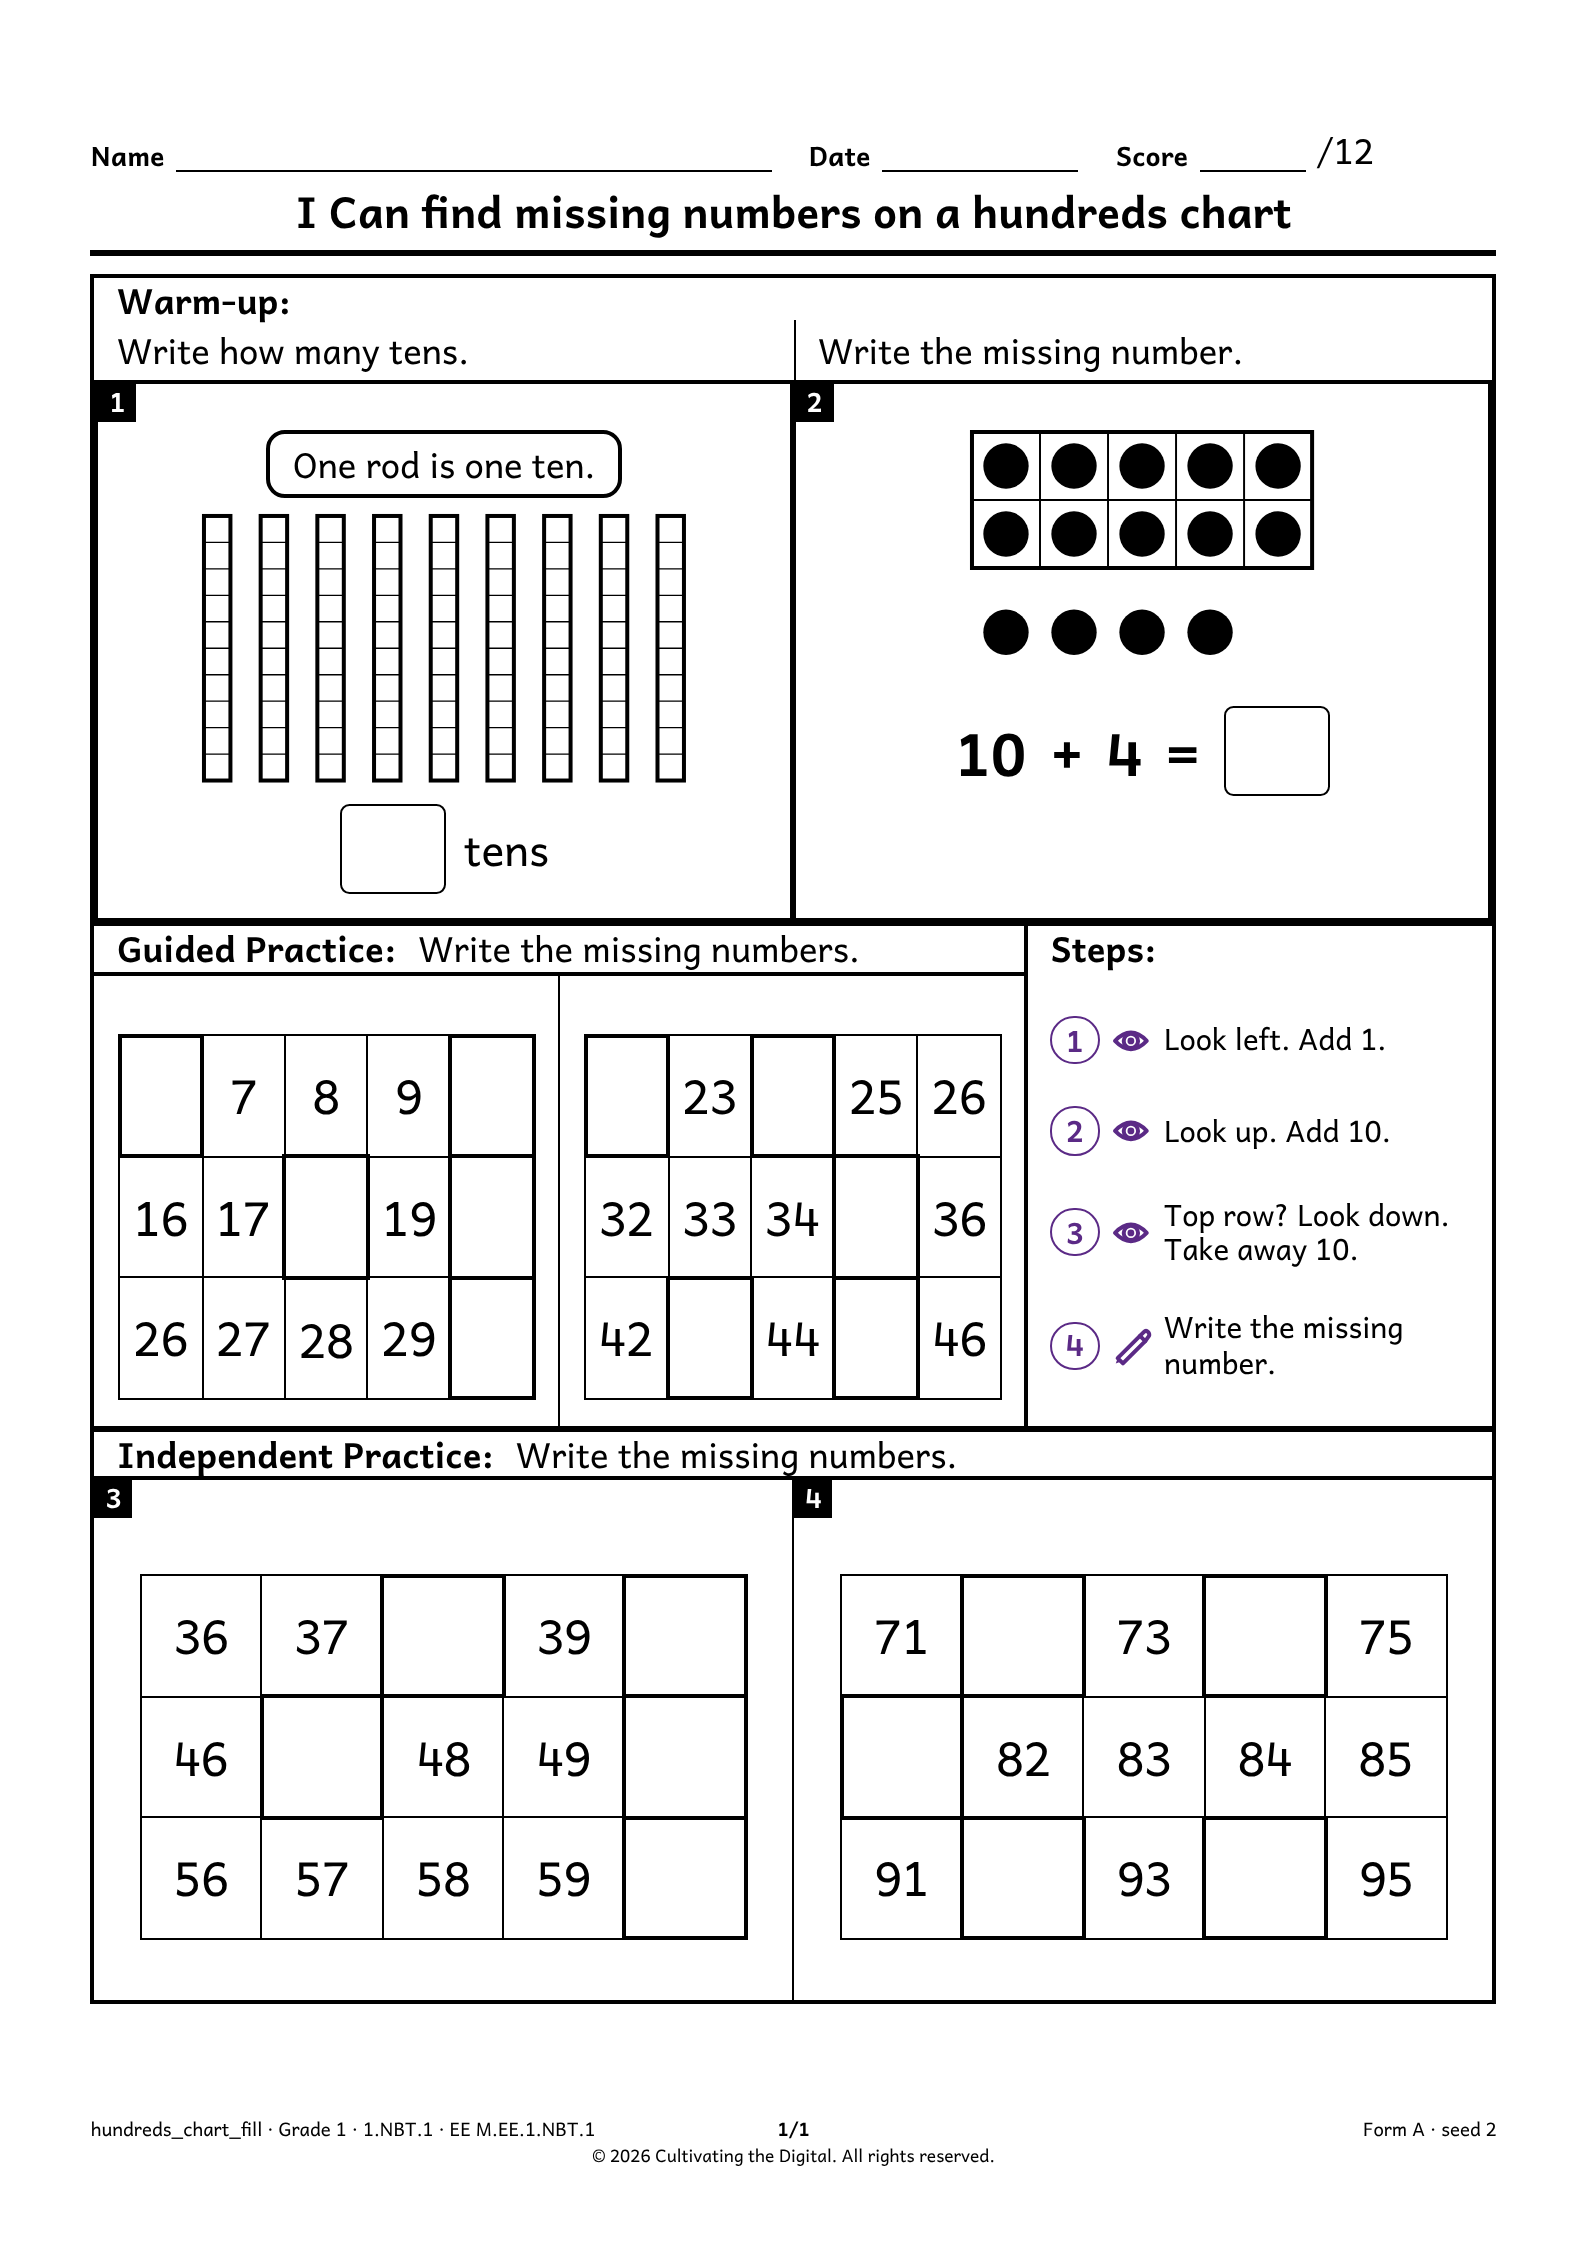 Name Date Score /12
I Can find missing numbers on a hundreds chart
Warm-up:
Write how many tens.
Write the missing number.
1
One rod is one ten.
tens
2
10 + 4 =
Guided Practice: Write the missing numbers.
7 8 9
16 17 19
26 27 28 29
23 25 26
32 33 34 36
42 44 46
Steps:
1 Look left. Add 1.
2 Look up. Add 10.
3 Top row? Look down.
Take away 10.
4 Write the missing
number.
Independent Practice: Write the missing numbers.
3
36 37 39
46 48 49
56 57 58 59
4
71 73 75
82 83 84 85
91 93 95
hundreds_chart_fill · Grade 1 · 1.NBT.1 · EE M.EE.1.NBT.1 1/1 Form A · seed 2
© 2026 Cultivating the Digital. All rights reserved.